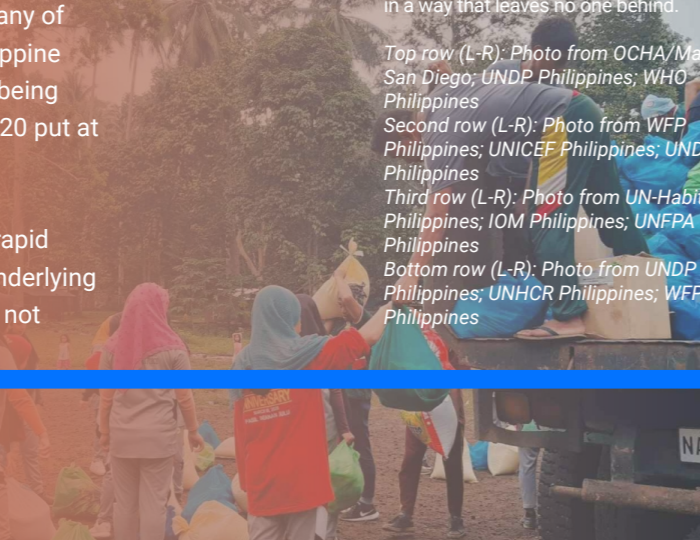 any of
ppine
being
20 put at
rapid
nderlying
not
in a way that leaves no one behind.
Top row (L-R): Photo from OCHA/Ma
San Diego; UNDP Philippines; WHO
Philippines
Second row (L-R): Photo from WFP
Philippines; UNICEF Philippines; UND
Philippines
Third row (L-R): Photo from UN-Habit
Philippines; IOM Philippines; UNFPA
Philippines
Bottom row (L-R): Photo from UNDP
Philippines; UNHCR Philippines; WFP
Philippines
NA